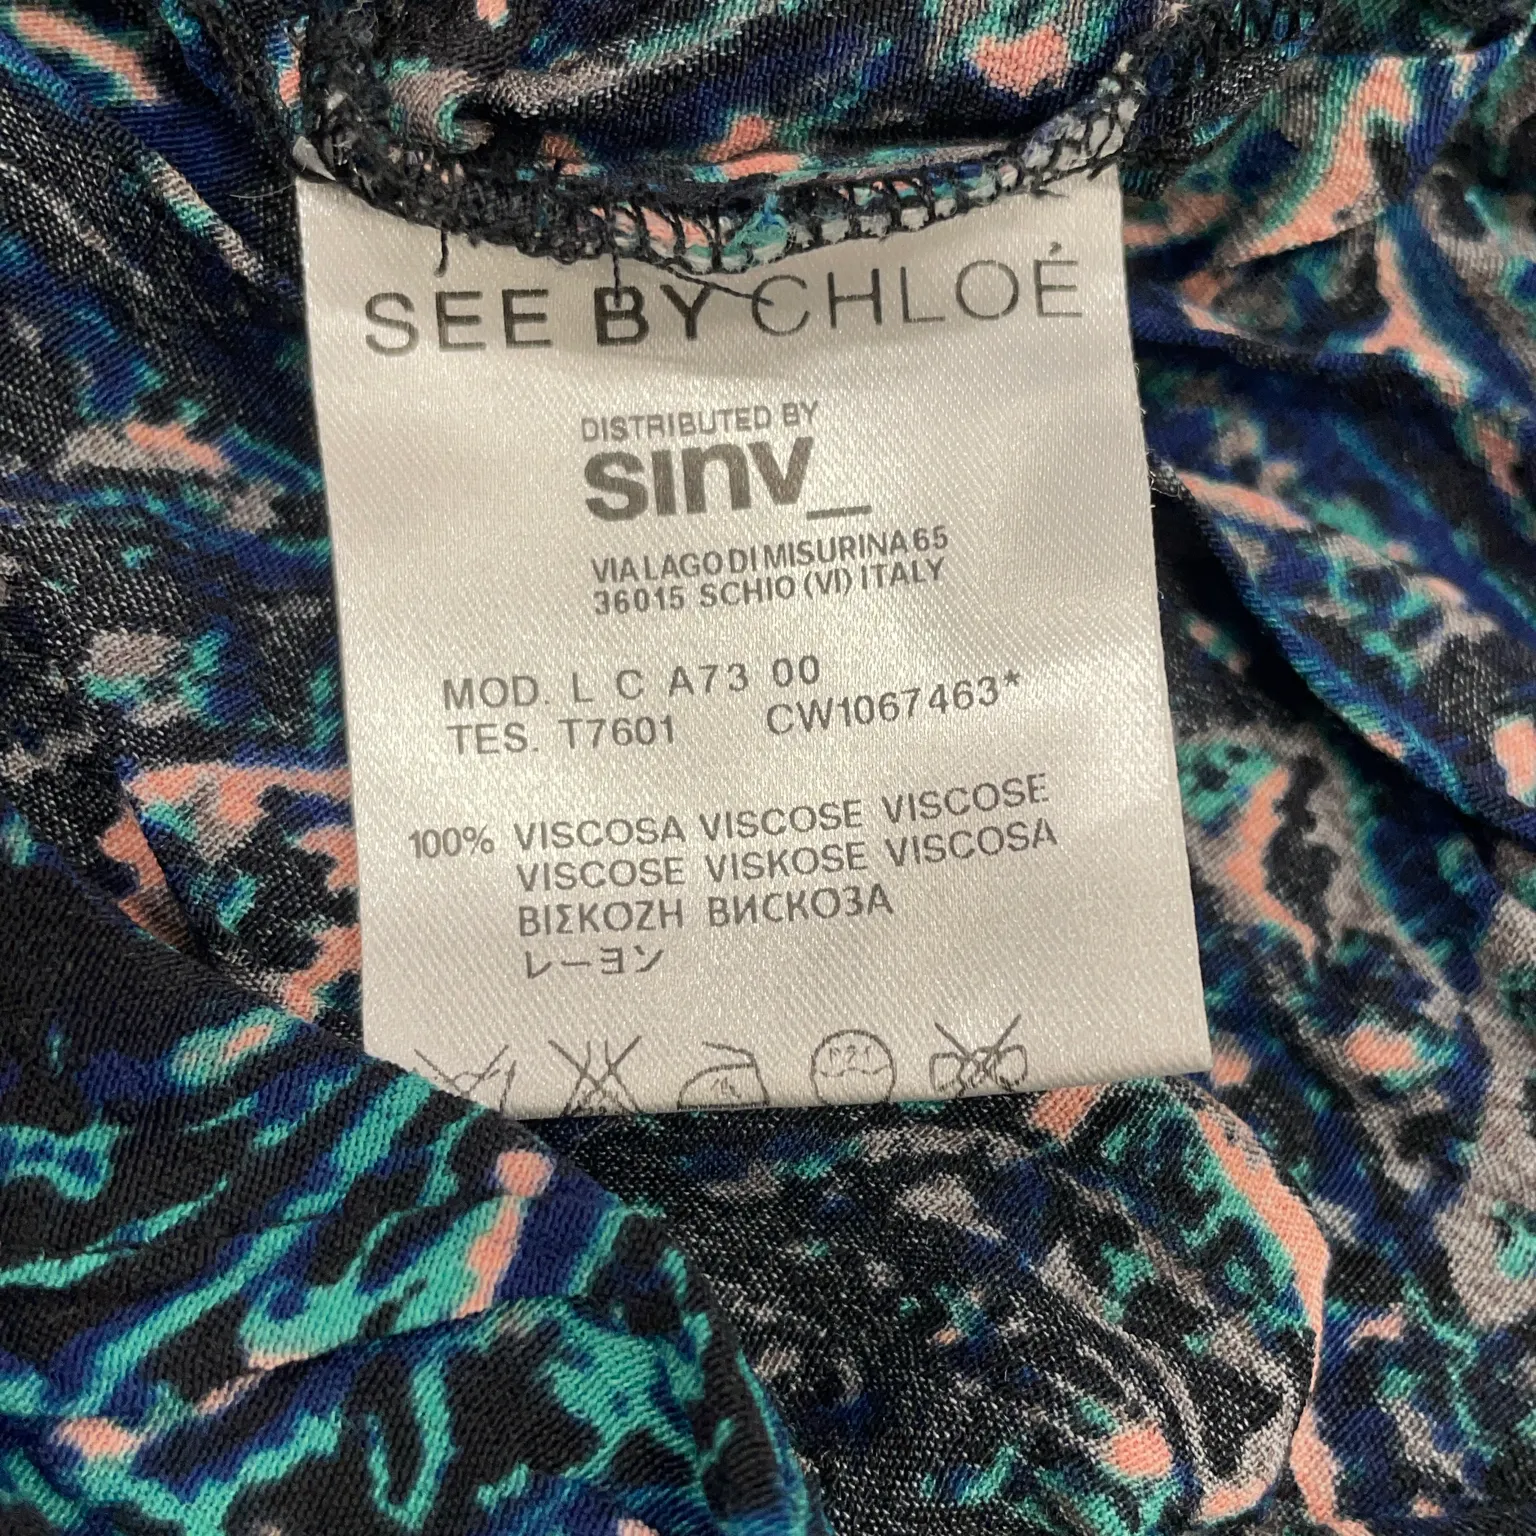 SEE BY CHLOÉ
DISTRIBUTED BY
sinv_
VIA LAGO DI MISURINA 65
36015 SCHIO (VI) ITALY
MOD. L C A73 00
TES. T7601 CW1067463*
100% VISCOSA VISCOSE VISCOSE
VISCOSE VISKOSE VISCOSA
ΒΙΣΚΟΖΗ ВИСКОЗА
レーヨン